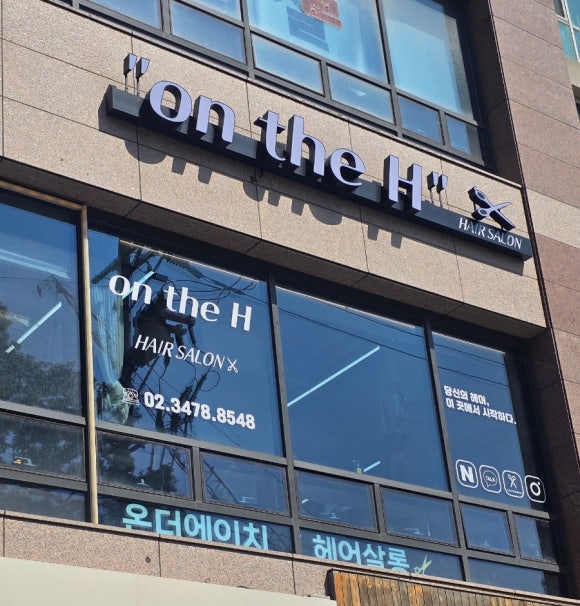 "on the H"
HAIR SALON
on the H
HAIR SALON
☏ 02.3478.8548
당신의 헤어,
이 곳에서 시작하다.
N TALK
온더에이치 헤어살롱